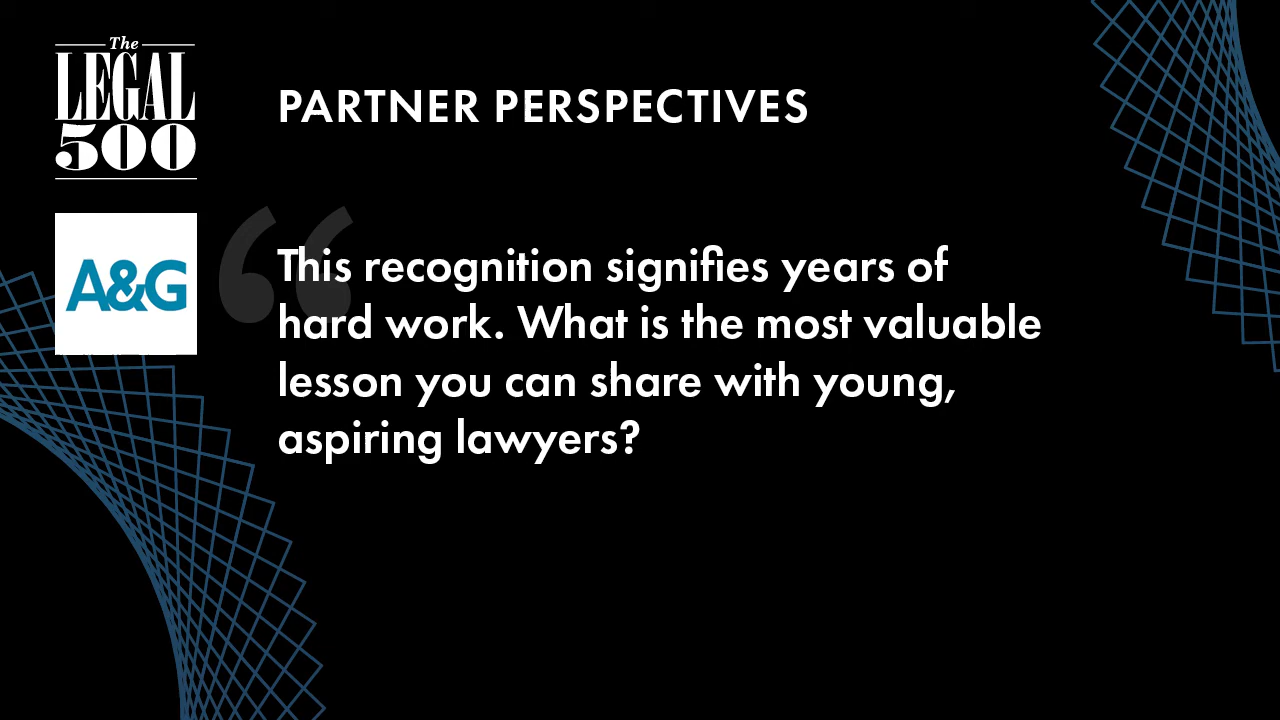 The
LEGAL
500
PARTNER PERSPECTIVES
A&G
“
This recognition signifies years of
hard work. What is the most valuable
lesson you can share with young,
aspiring lawyers?